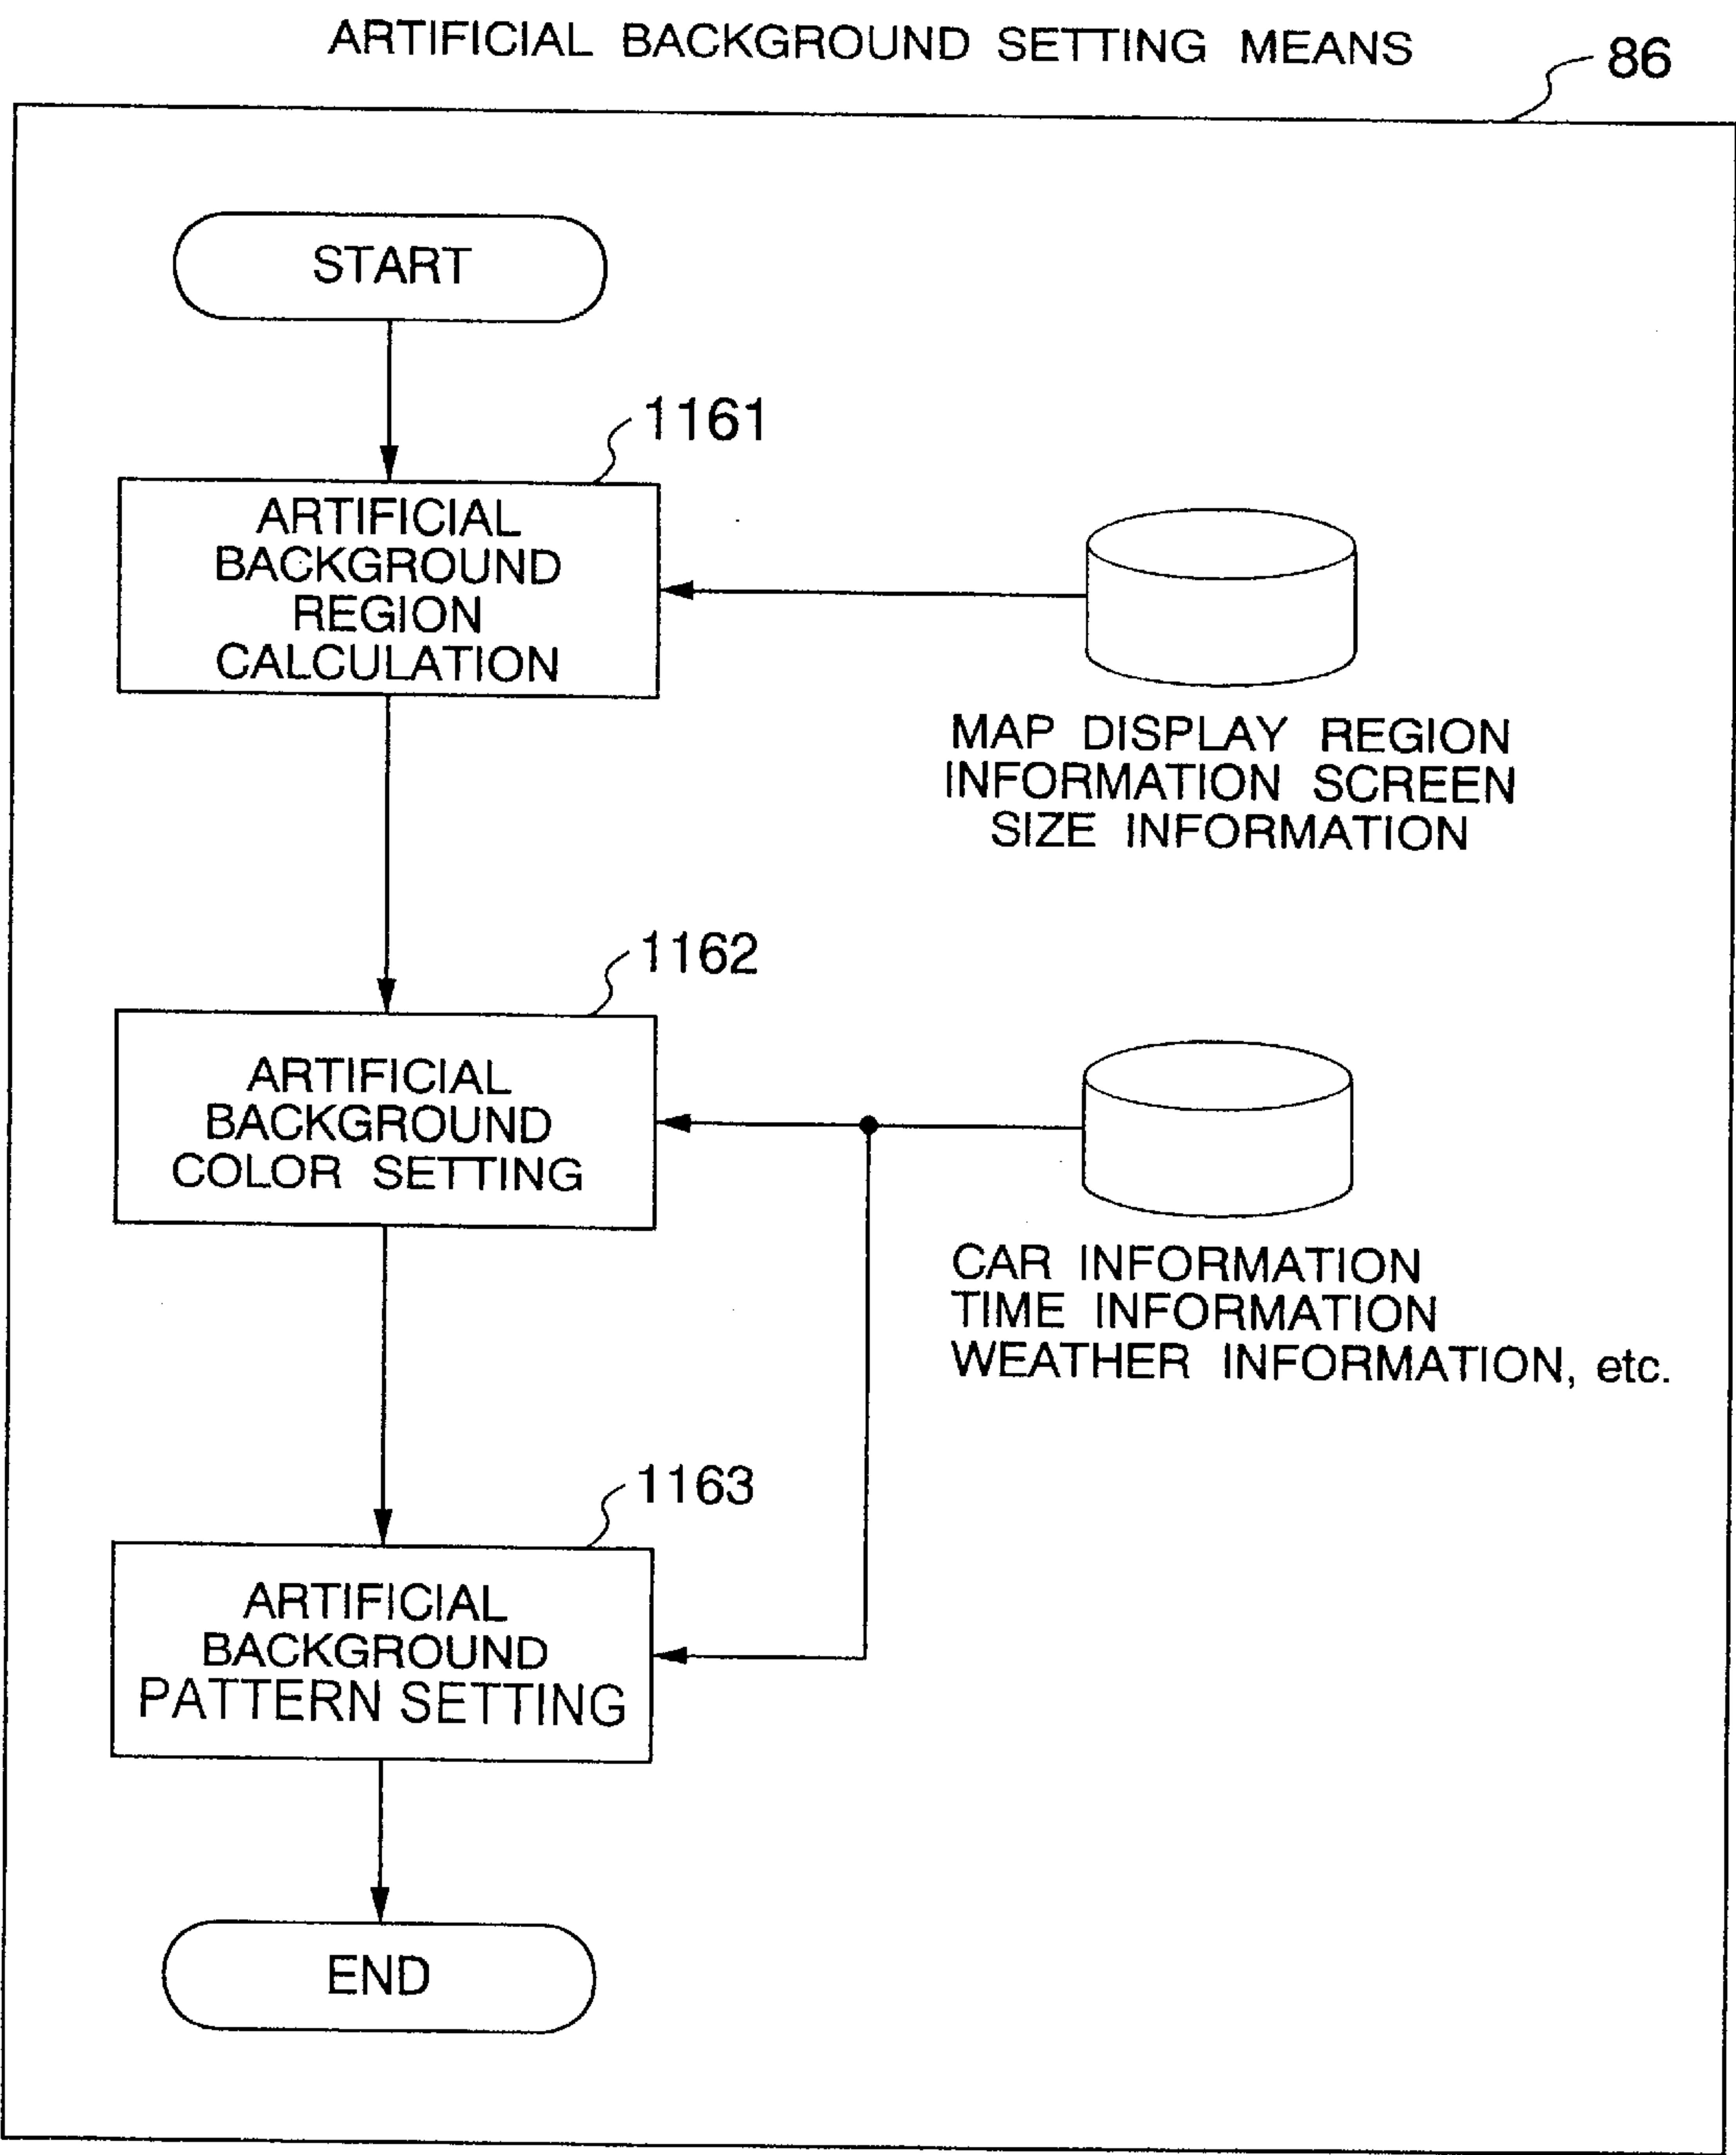 ARTIFICIAL BACKGROUND SETTING MEANS
86
START
1161
ARTIFICIAL
BACKGROUND
REGION
CALCULATION
MAP DISPLAY REGION
INFORMATION SCREEN
SIZE INFORMATION
1162
ARTIFICIAL
BACKGROUND
COLOR SETTING
CAR INFORMATION
TIME INFORMATION
WEATHER INFORMATION, etc.
1163
ARTIFICIAL
BACKGROUND
PATTERN SETTING
END